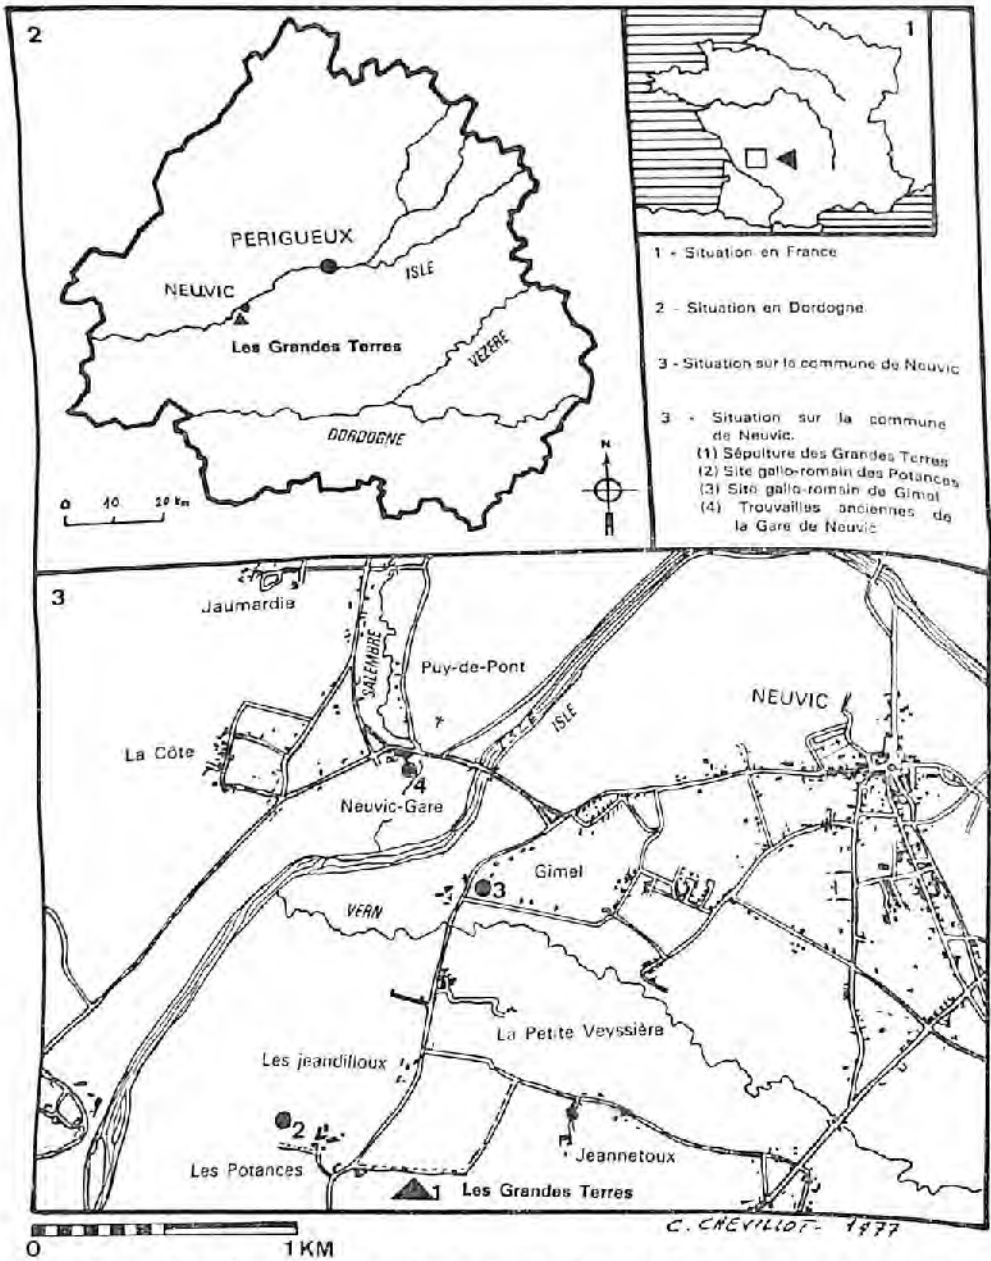 2
PERIGUEUX
ISLE
NEUVIC
Les Grandes Terres
VEZERE
DORDOGNE
0 10 20 km
N
1
1 - Situation en France
2 - Situation en Dordogne
3 - Situation sur la commune de Neuvic
3 - Situation sur la commune
de Neuvic.
(1) Sépulture des Grandes Terres
(2) Site gallo-romain des Potances
(3) Site gallo-romain de Gimel
(4) Trouvailles anciennes de
la Gare de Neuvic
3
Jaumardie
SALEMBRE
Puy-de-Pont
ISLE
NEUVIC
La Côte
4
Neuvic-Gare
Gimel
3
VERN
La Petite Veyssière
Les jeandilloux
2
Les Potances
Jeannetoux
1 Les Grandes Terres
C. CHEVILLOT - 1977
0 1 KM